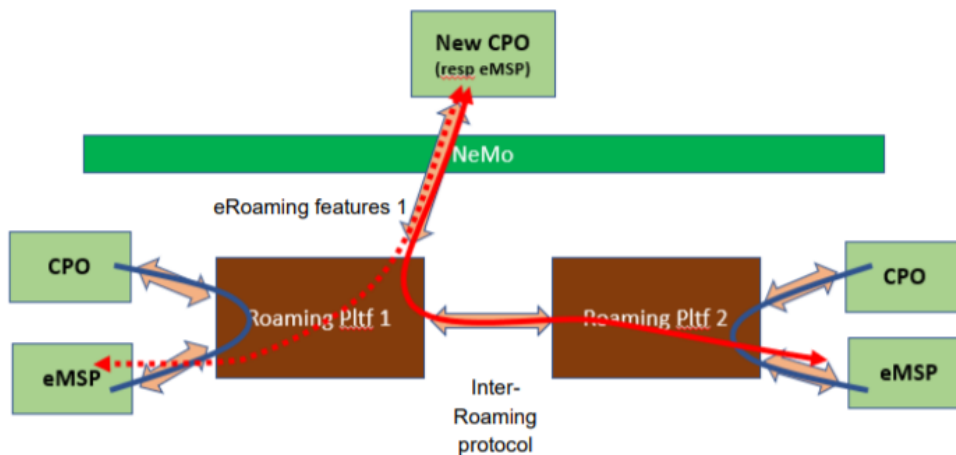 New CPO
(resp eMSP)
NeMo
eRoaming features 1
CPO
CPO
Roaming Pltf 1
Roaming Pltf 2
eMSP
eMSP
Inter-
Roaming
protocol